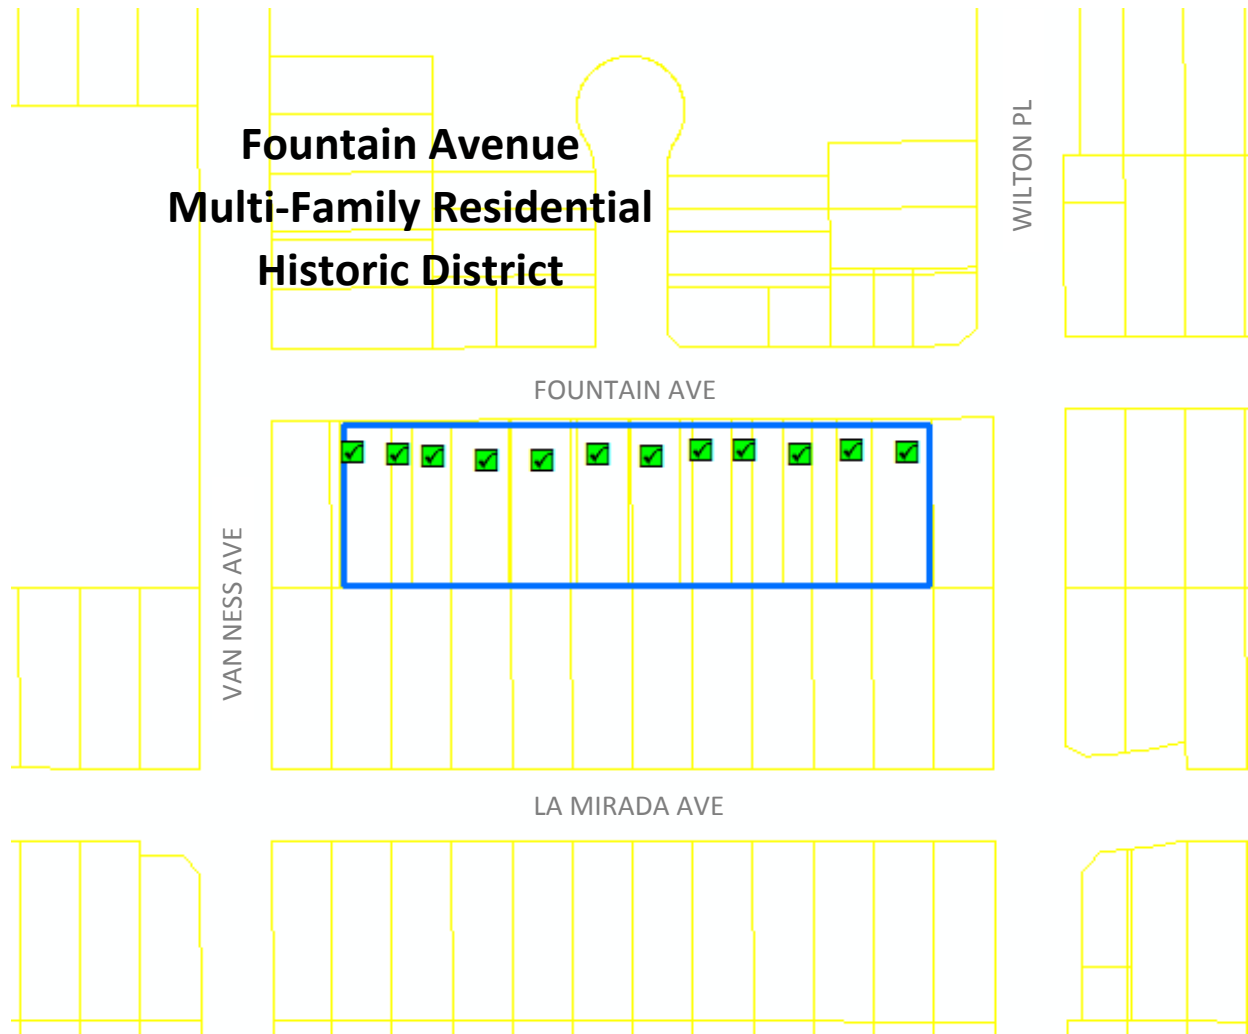 Fountain Avenue
Multi-Family Residential
Historic District
WILTON PL
FOUNTAIN AVE
VAN NESS AVE
LA MIRADA AVE